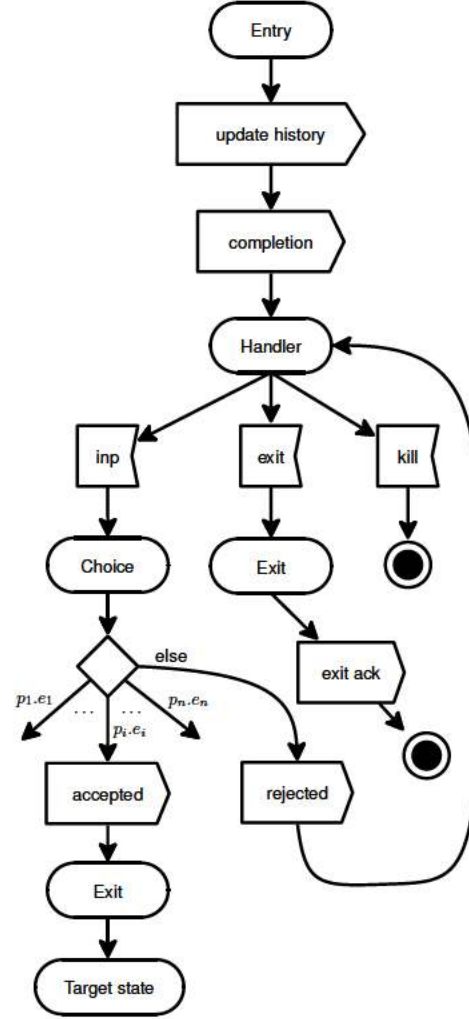 Entry
update history
completion
Handler
inp
exit
kill
Choice
Exit
else
exit ack
p₁.e₁
... ...
pₙ.eₙ
pᵢ.eᵢ
accepted
rejected
Exit
Target state